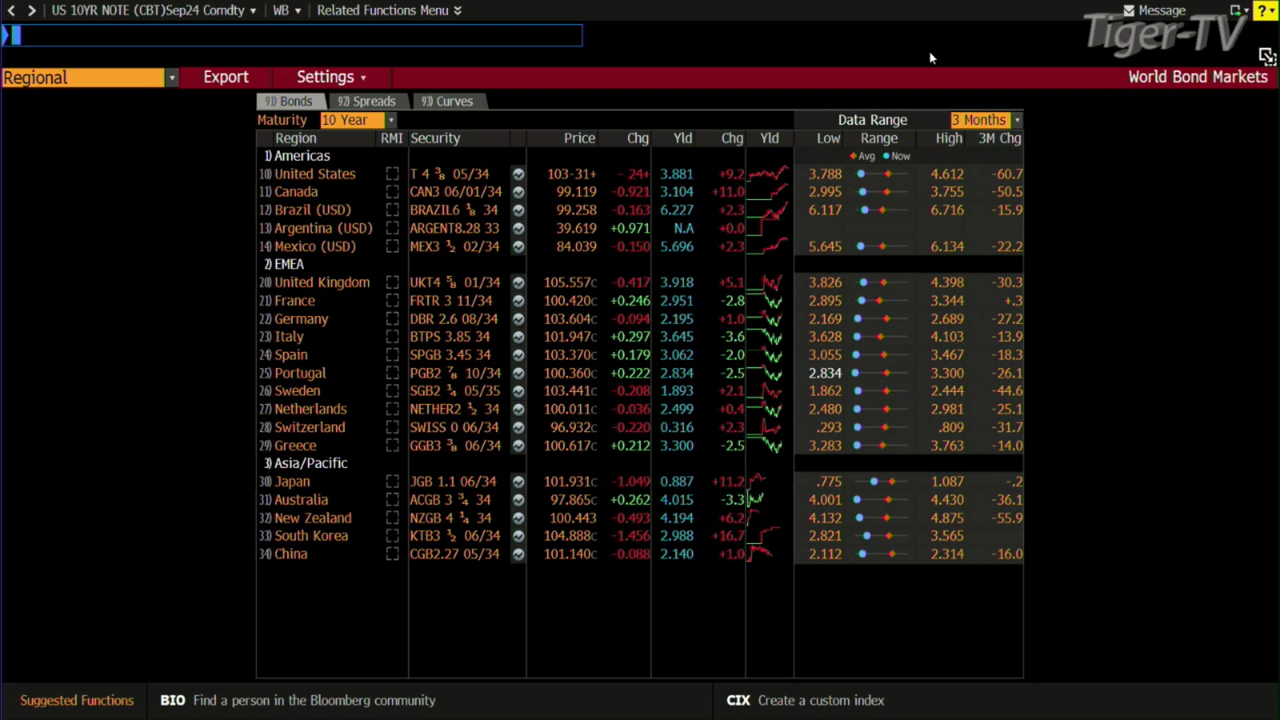 US 10YR NOTE (CBT)Sep24 Comdty WB Related Functions Menu Message ?
Tiger-TV
Regional Export Settings World Bond Markets
91) Bonds 92) Spreads 93) Curves
Maturity 10 Year Data Range 3 Months
Region RMI Security Price Chg Yld Chg Yld Low Range High 3M Chg
1) Americas Avg Now
10) United States T 4 3/8 05/34 103-31+ - 24+ 3.881 +9.2 3.788 4.612 -60.7
11) Canada CAN3 06/01/34 99.119 -0.921 3.104 +11.0 2.995 3.755 -50.5
12) Brazil (USD) BRAZIL6 1/8 34 99.258 -0.163 6.227 +2.3 6.117 6.716 -15.9
13) Argentina (USD) ARGENT8.28 33 39.619 +0.971 N.A +0.0
14) Mexico (USD) MEX3 1/2 02/34 84.039 -0.150 5.696 +2.3 5.645 6.134 -22.2
2) EMEA
20) United Kingdom UKT4 5/8 01/34 105.557c -0.417 3.918 +5.1 3.826 4.398 -30.3
21) France FRTR 3 11/34 100.420c +0.246 2.951 -2.8 2.895 3.344 +.3
22) Germany DBR 2.6 08/34 103.604c -0.094 2.195 +1.0 2.169 2.689 -27.2
23) Italy BTPS 3.85 34 101.947c +0.297 3.645 -3.6 3.628 4.103 -13.9
24) Spain SPGB 3.45 34 103.370c +0.179 3.062 -2.0 3.055 3.467 -18.3
25) Portugal PGB2 7/8 10/34 100.360c +0.222 2.834 -2.5 2.834 3.300 -26.1
26) Sweden SGB2 1/4 05/35 103.441c -0.208 1.893 +2.1 1.862 2.444 -44.6
27) Netherlands NETHER2 1/2 34 100.011c -0.036 2.499 +0.4 2.480 2.981 -25.1
28) Switzerland SWISS 0 06/34 96.932c -0.220 0.316 +2.3 .293 .809 -31.7
29) Greece GGB3 3/8 06/34 100.617c +0.212 3.300 -2.5 3.283 3.763 -14.0
3) Asia/Pacific
30) Japan JGB 1.1 06/34 101.931c -1.049 0.887 +11.2 .775 1.087 -.2
31) Australia ACGB 3 3/4 34 97.865c +0.262 4.015 -3.3 4.001 4.430 -36.1
32) New Zealand NZGB 4 1/4 34 100.443 -0.493 4.194 +6.2 4.132 4.875 -55.9
33) South Korea KTB3 1/2 06/34 104.888c -1.456 2.988 +16.7 2.821 3.565
34) China CGB2.27 05/34 101.140c -0.088 2.140 +1.0 2.112 2.314 -16.0
Suggested Functions BIO Find a person in the Bloomberg community CIX Create a custom index